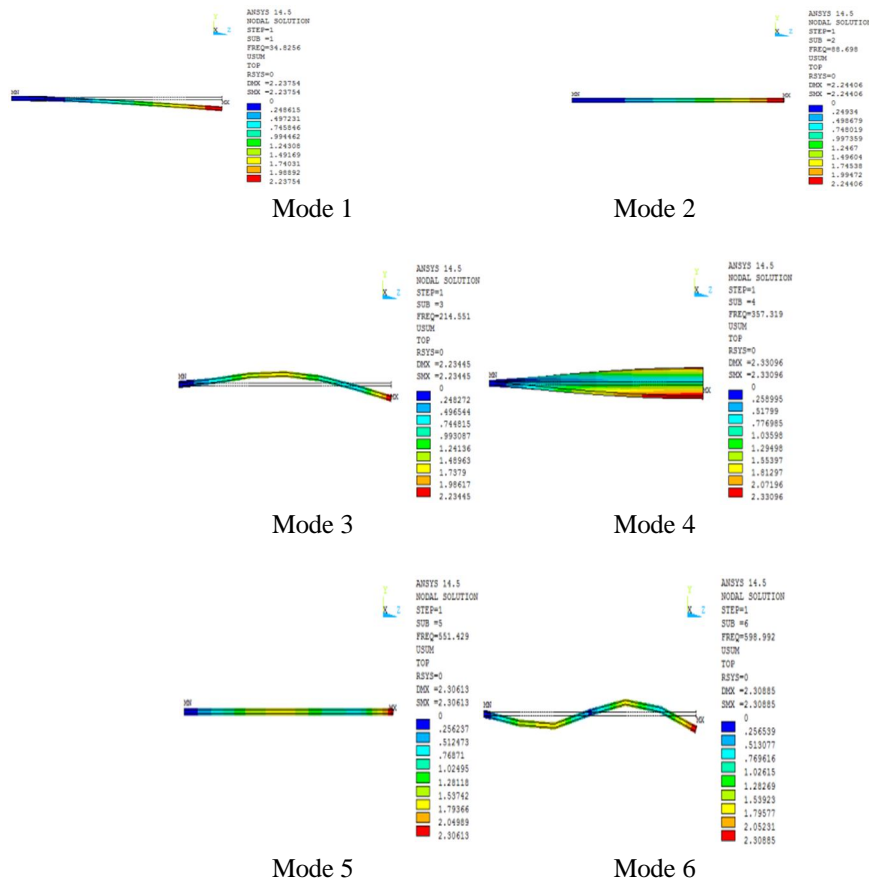 Y
X Z
MN
MX
ANSYS 14.5
NODAL SOLUTION
STEP=1
SUB =1
FREQ=34.8256
USUM
TOP
RSYS=0
DMX =2.23754
SMX =2.23754
0
.248615
.497231
.745846
.994462
1.24308
1.49169
1.74031
1.98892
2.23754
Mode 1
Y
X Z
MN
MX
ANSYS 14.5
NODAL SOLUTION
STEP=1
SUB =2
FREQ=88.698
USUM
TOP
RSYS=0
DMX =2.24406
SMX =2.24406
0
.24934
.498679
.748019
.997359
1.2467
1.49604
1.74538
1.99472
2.24406
Mode 2
Y
X Z
MN
MX
ANSYS 14.5
NODAL SOLUTION
STEP=1
SUB =3
FREQ=214.551
USUM
TOP
RSYS=0
DMX =2.23445
SMX =2.23445
0
.248272
.496544
.744815
.993087
1.24136
1.48963
1.7379
1.98617
2.23445
Mode 3
Y
X Z
MN
MX
ANSYS 14.5
NODAL SOLUTION
STEP=1
SUB =4
FREQ=357.319
USUM
TOP
RSYS=0
DMX =2.33096
SMX =2.33096
0
.258995
.51799
.776985
1.03598
1.29498
1.55397
1.81297
2.07196
2.33096
Mode 4
Y
X Z
MN
MX
ANSYS 14.5
NODAL SOLUTION
STEP=1
SUB =5
FREQ=551.429
USUM
TOP
RSYS=0
DMX =2.30613
SMX =2.30613
0
.256237
.512473
.76871
1.02495
1.28118
1.53742
1.79366
2.04989
2.30613
Mode 5
Y
X Z
MN
MX
ANSYS 14.5
NODAL SOLUTION
STEP=1
SUB =6
FREQ=598.992
USUM
TOP
RSYS=0
DMX =2.30885
SMX =2.30885
0
.256539
.513077
.769616
1.02615
1.28269
1.53923
1.79577
2.05231
2.30885
Mode 6